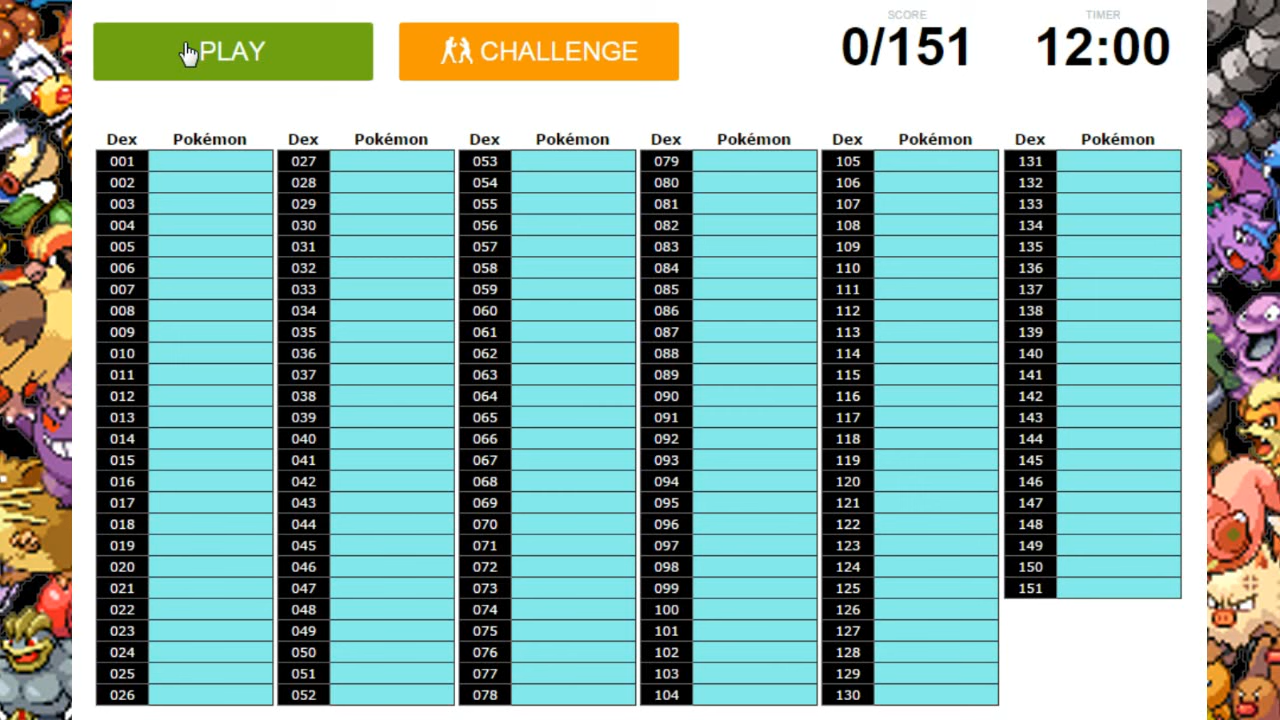 SCORE TIMER
PLAY CHALLENGE 0/151 12:00
Dex Pokémon Dex Pokémon Dex Pokémon Dex Pokémon Dex Pokémon Dex Pokémon
001 027 053 079 105 131
002 028 054 080 106 132
003 029 055 081 107 133
004 030 056 082 108 134
005 031 057 083 109 135
006 032 058 084 110 136
007 033 059 085 111 137
008 034 060 086 112 138
009 035 061 087 113 139
010 036 062 088 114 140
011 037 063 089 115 141
012 038 064 090 116 142
013 039 065 091 117 143
014 040 066 092 118 144
015 041 067 093 119 145
016 042 068 094 120 146
017 043 069 095 121 147
018 044 070 096 122 148
019 045 071 097 123 149
020 046 072 098 124 150
021 047 073 099 125 151
022 048 074 100 126
023 049 075 101 127
024 050 076 102 128
025 051 077 103 129
026 052 078 104 130